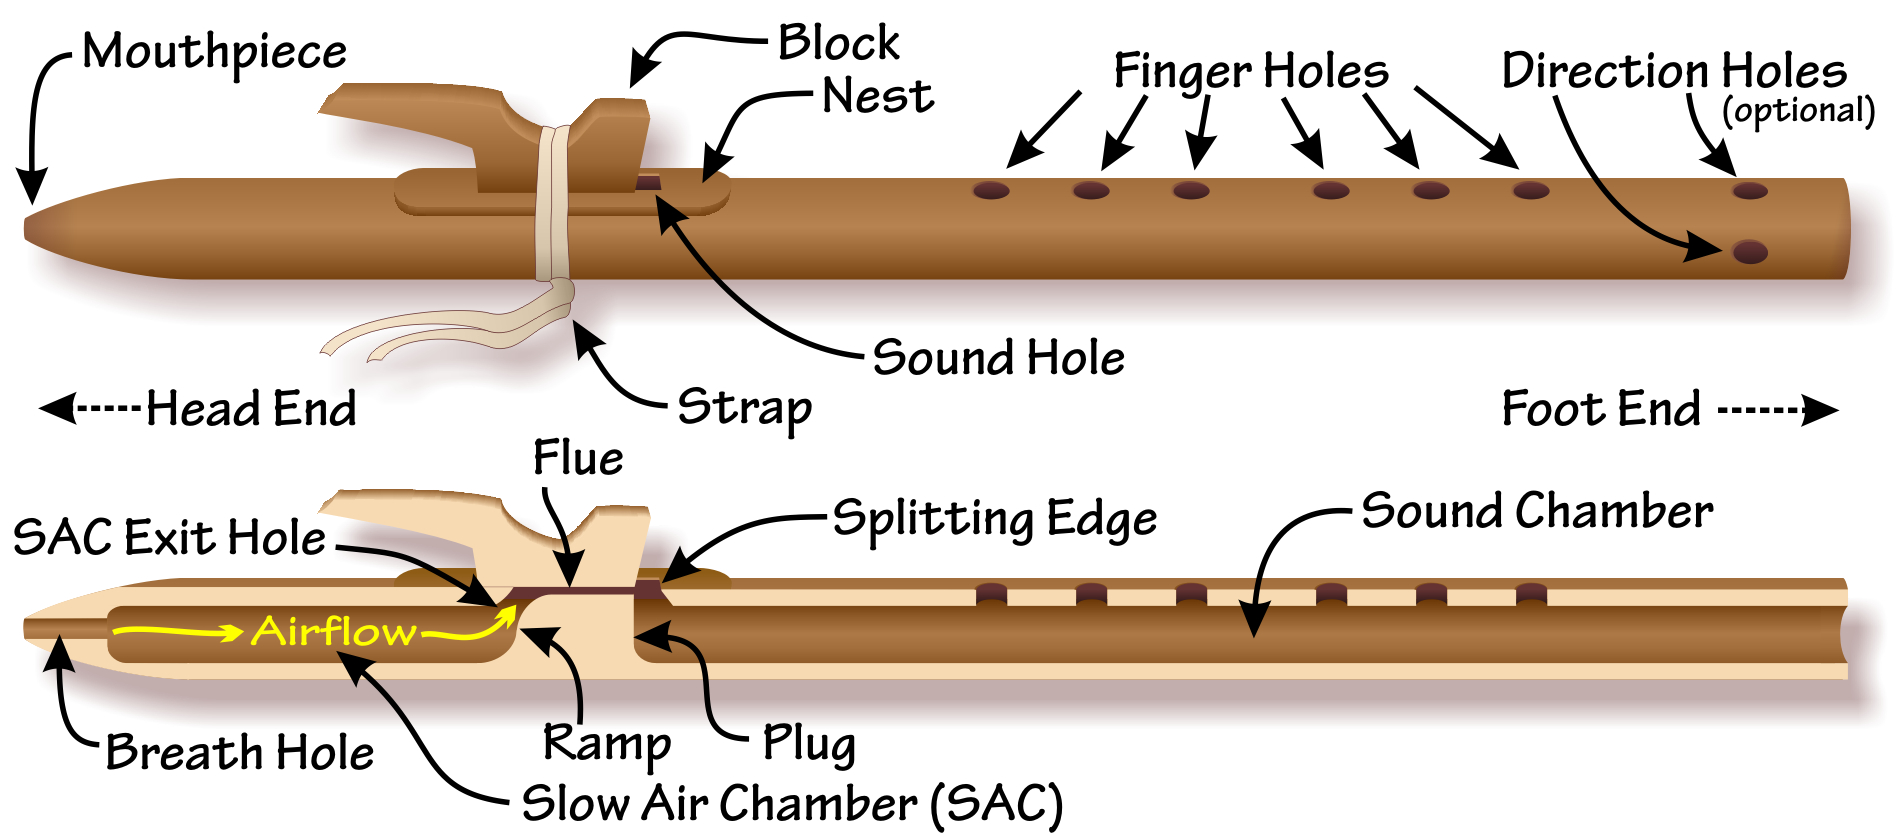 Mouthpiece
Block
Nest
Finger Holes
Direction Holes
(optional)
Sound Hole
Strap
Head End
Foot End
Flue
SAC Exit Hole
Splitting Edge
Sound Chamber
Airflow
Breath Hole
Ramp
Plug
Slow Air Chamber (SAC)